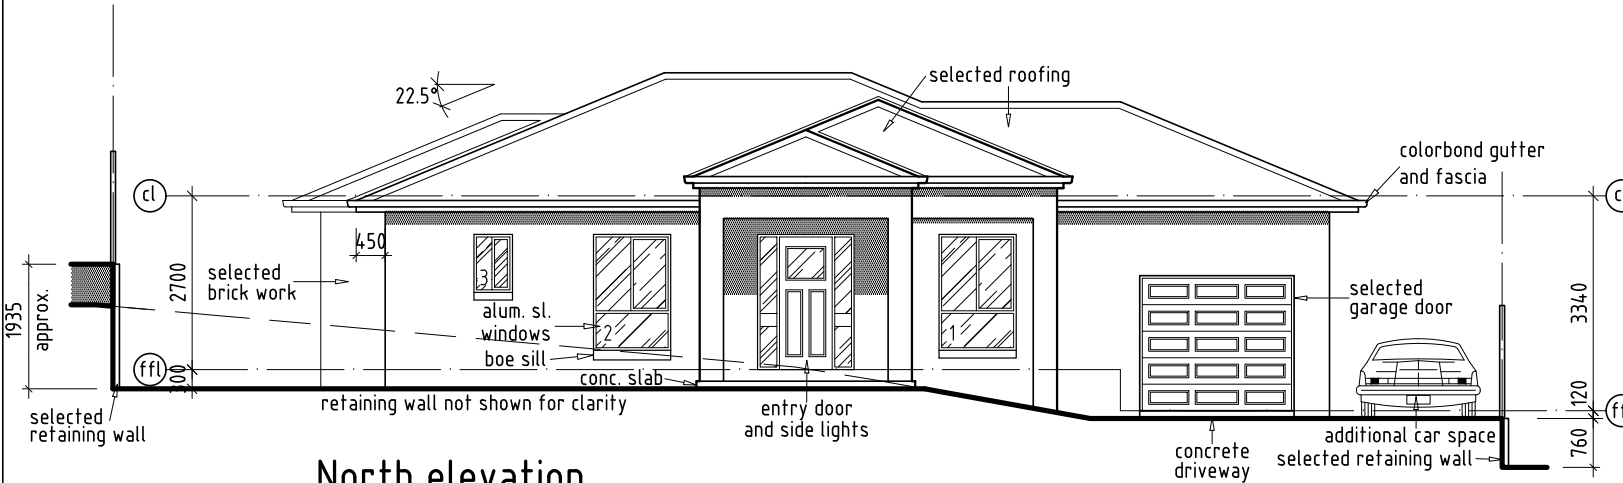 selected roofing
22.5°
colorbond gutter
and fascia
cl
c
450
selected
brick work
2700
1935
approx.
3
alum. sl.
windows
2
boe sill
1
selected
garage door
3340
ffl
300
conc. slab
retaining wall not shown for clarity
selected
retaining wall
entry door
and side lights
concrete
driveway
additional car space
selected retaining wall
120
ff
760
North elevation